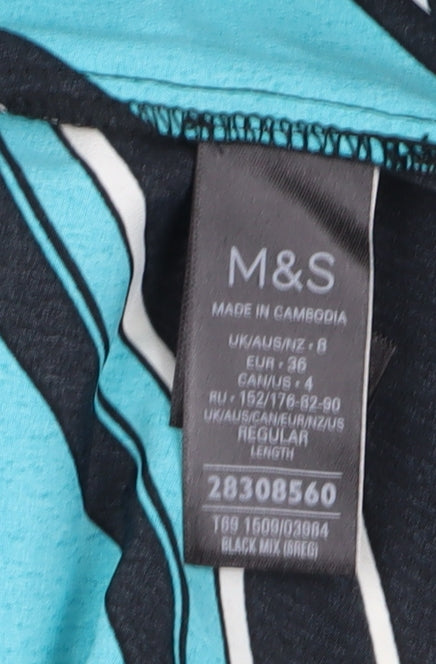 M&S
MADE IN CAMBODIA
UK/AUS/NZ • 8
EUR • 36
CAN/US • 4
RU • 152/176-82-90
UK/AUS/CAN/EUR/NZ/US
REGULAR
LENGTH
28308560
T69 1509/03984
BLACK MIX (8REG)